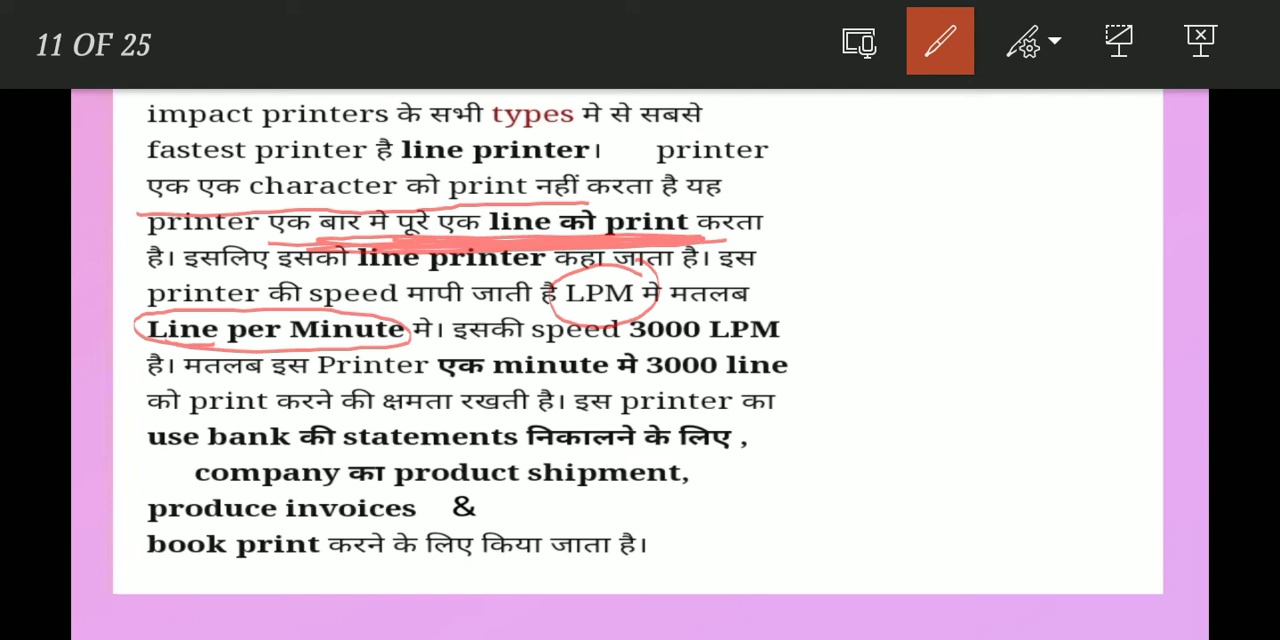 11 OF 25
impact printers के सभी types मे से सबसे
fastest printer है line printer। printer
एक एक character को print नहीं करता है यह
printer एक बार मे पूरे एक line को print करता
है। इसलिए इसको line printer कहा जाता है। इस
printer की speed मापी जाती है LPM मे मतलब
Line per Minute मे। इसकी speed 3000 LPM
है। मतलब इस Printer एक minute मे 3000 line
को print करने की क्षमता रखती है। इस printer का
use bank की statements निकालने के लिए ,
company का product shipment,
produce invoices &
book print करने के लिए किया जाता है।